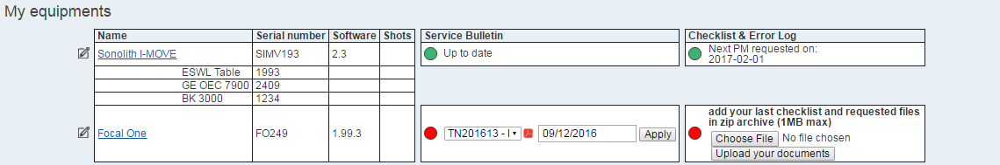 My equipments
Name Serial number Software Shots Service Bulletin Checklist & Error Log
Sonolith I-MOVE SIMV193 2.3 Up to date Next PM requested on:
2017-02-01
ESWL Table 1993
GE OEC 7900 2409
BK 3000 1234
Focal One FO249 1.99.3 TN201613 - 09/12/2016 Apply add your last checklist and requested files
in zip archive (1MB max)
Choose File No file chosen
Upload your documents